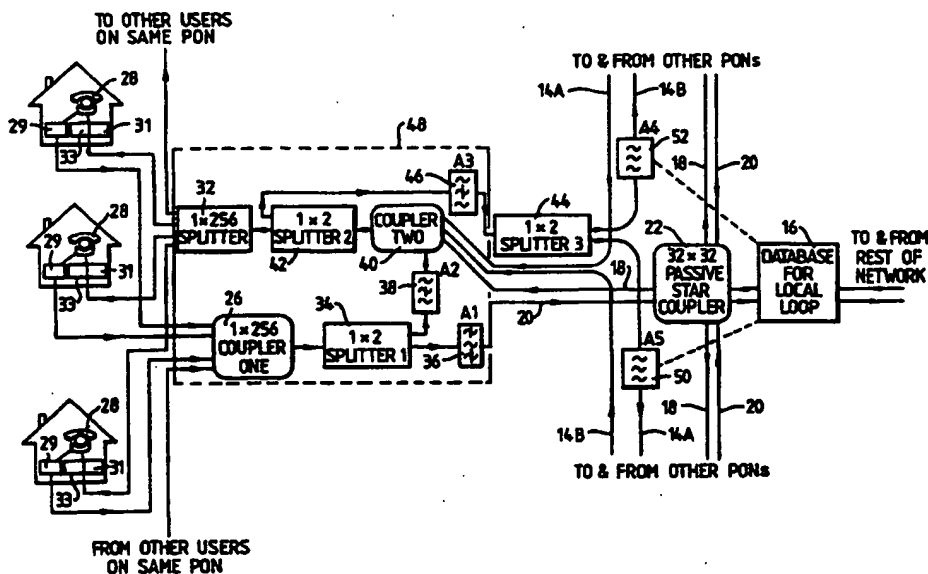 TO OTHER USERS
ON SAME PON
28
29
31
33
28
29
31
33
28
29
31
33
FROM OTHER USERS
ON SAME PON
48
32
1×256
SPLITTER
1×2
SPLITTER 2
42
COUPLER
TWO
40
A3
46
44
1×2
SPLITTER 3
26
1×256
COUPLER
ONE
34
1×2
SPLITTER 1
A2
38
A1
36
TO & FROM OTHER PONs
14A
14B
A4
52
18
20
22
32×32
PASSIVE
STAR
COUPLER
18
20
16
DATABASE
FOR
LOCAL
LOOP
TO & FROM
REST OF
NETWORK
A5
50
18
20
14B
14A
TO & FROM OTHER PONs